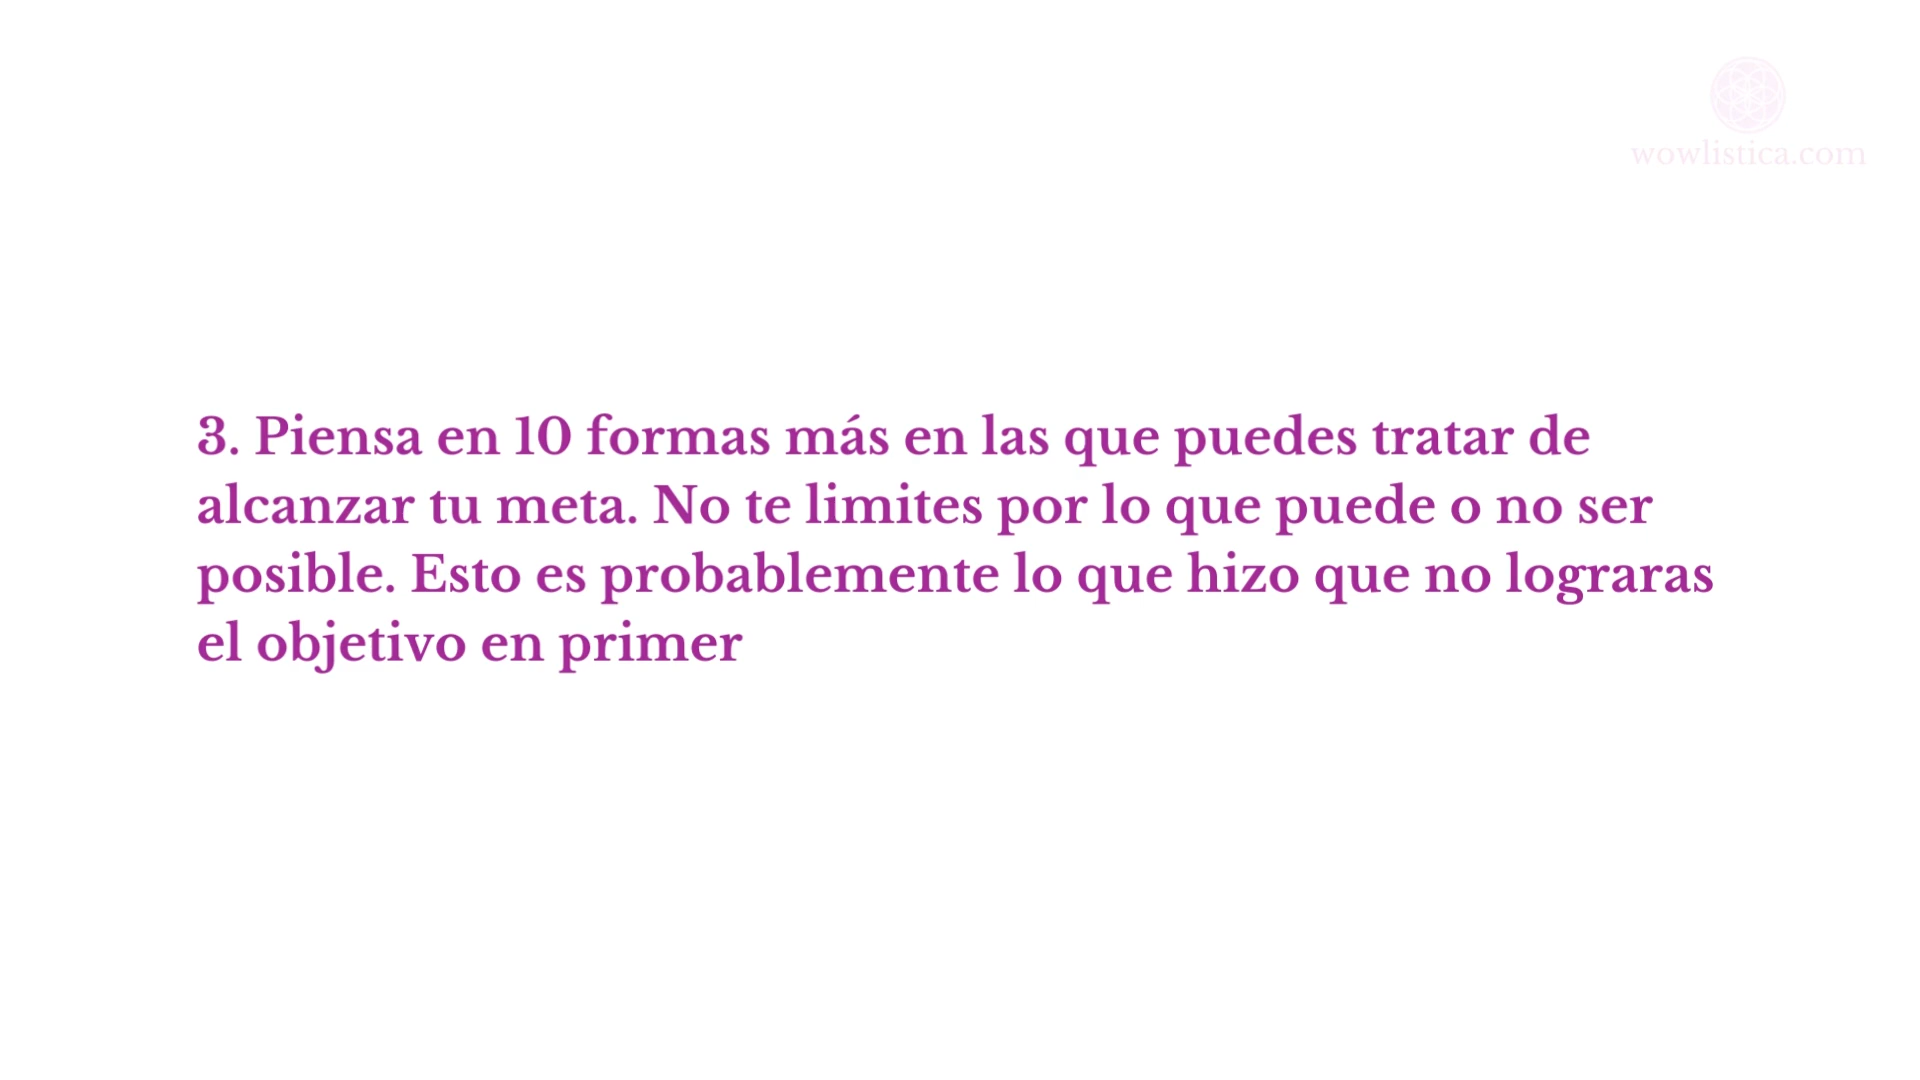 wowlistica.com
3. Piensa en 10 formas más en las que puedes tratar de
alcanzar tu meta. No te limites por lo que puede o no ser
posible. Esto es probablemente lo que hizo que no lograras
el objetivo en primer